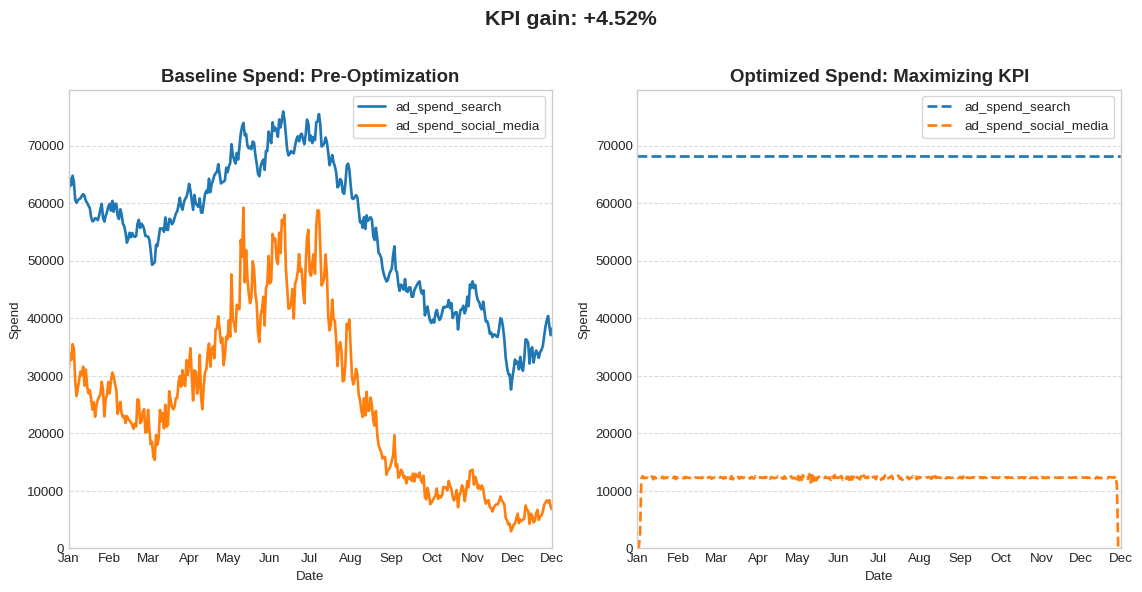 KPI gain: +4.52%
Baseline Spend: Pre-Optimization
ad_spend_search
ad_spend_social_media
70000
60000
50000
40000
30000
20000
10000
0
Spend
Jan Feb Mar Apr May Jun Jul Aug Sep Oct Nov Dec Dec
Date
Optimized Spend: Maximizing KPI
ad_spend_search
ad_spend_social_media
70000
60000
50000
40000
30000
20000
10000
0
Spend
Jan Feb Mar Apr May Jun Jul Aug Sep Oct Nov Dec Dec
Date